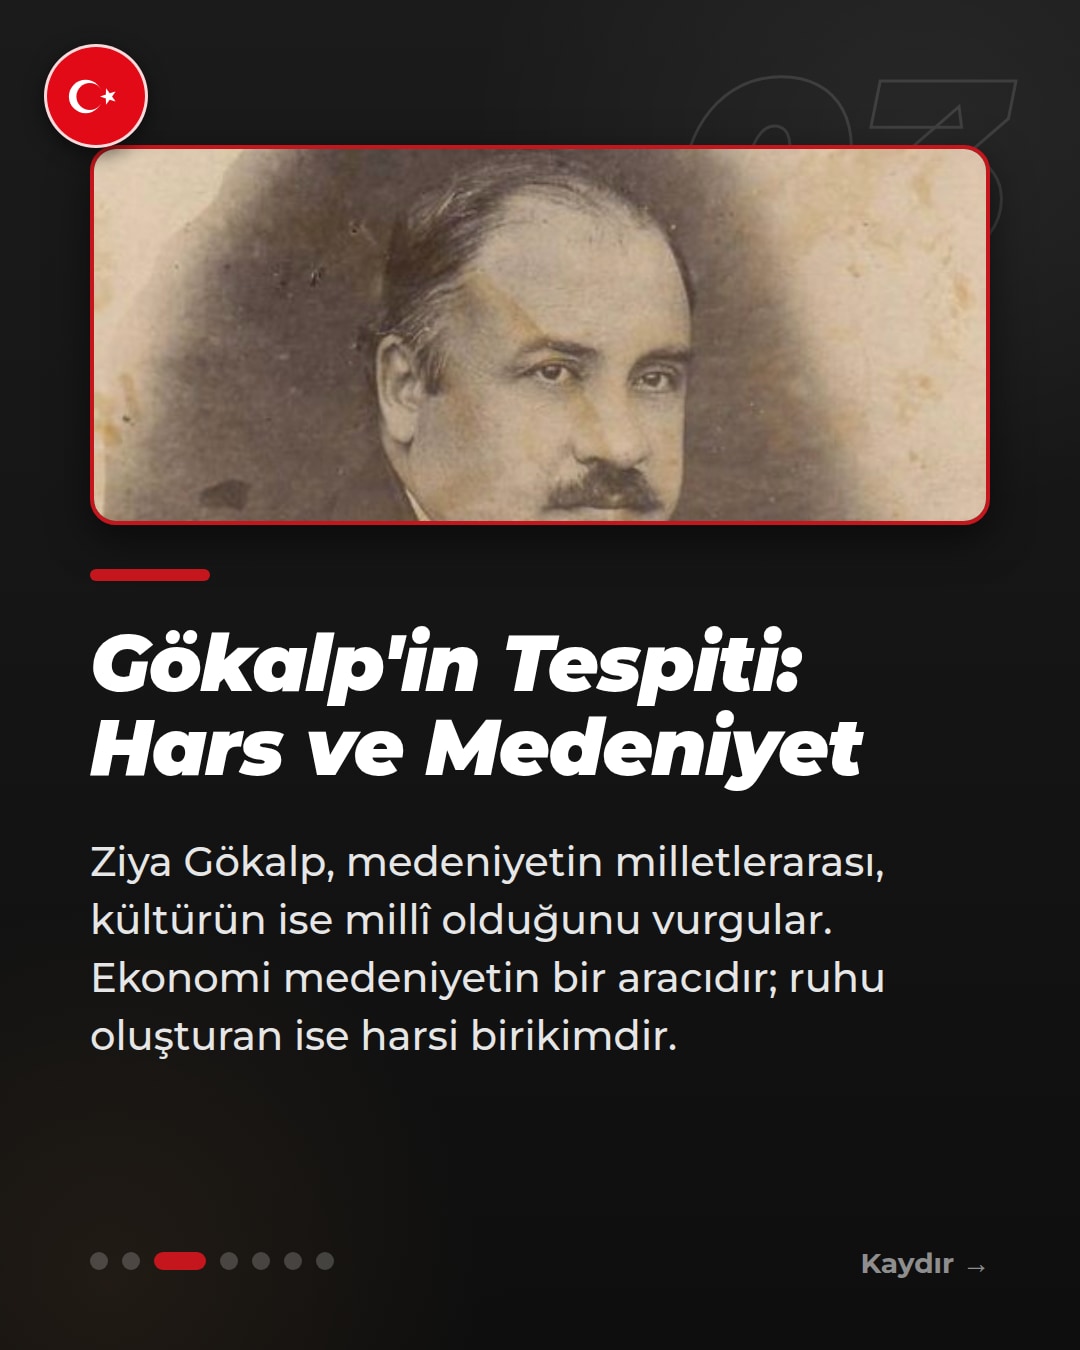 03
Gökalp'in Tespiti:
Hars ve Medeniyet
Ziya Gökalp, medeniyetin milletlerarası,
kültürün ise millî olduğunu vurgular.
Ekonomi medeniyetin bir aracıdır; ruhu
oluşturan ise harsi birikimdir.
Kaydır →